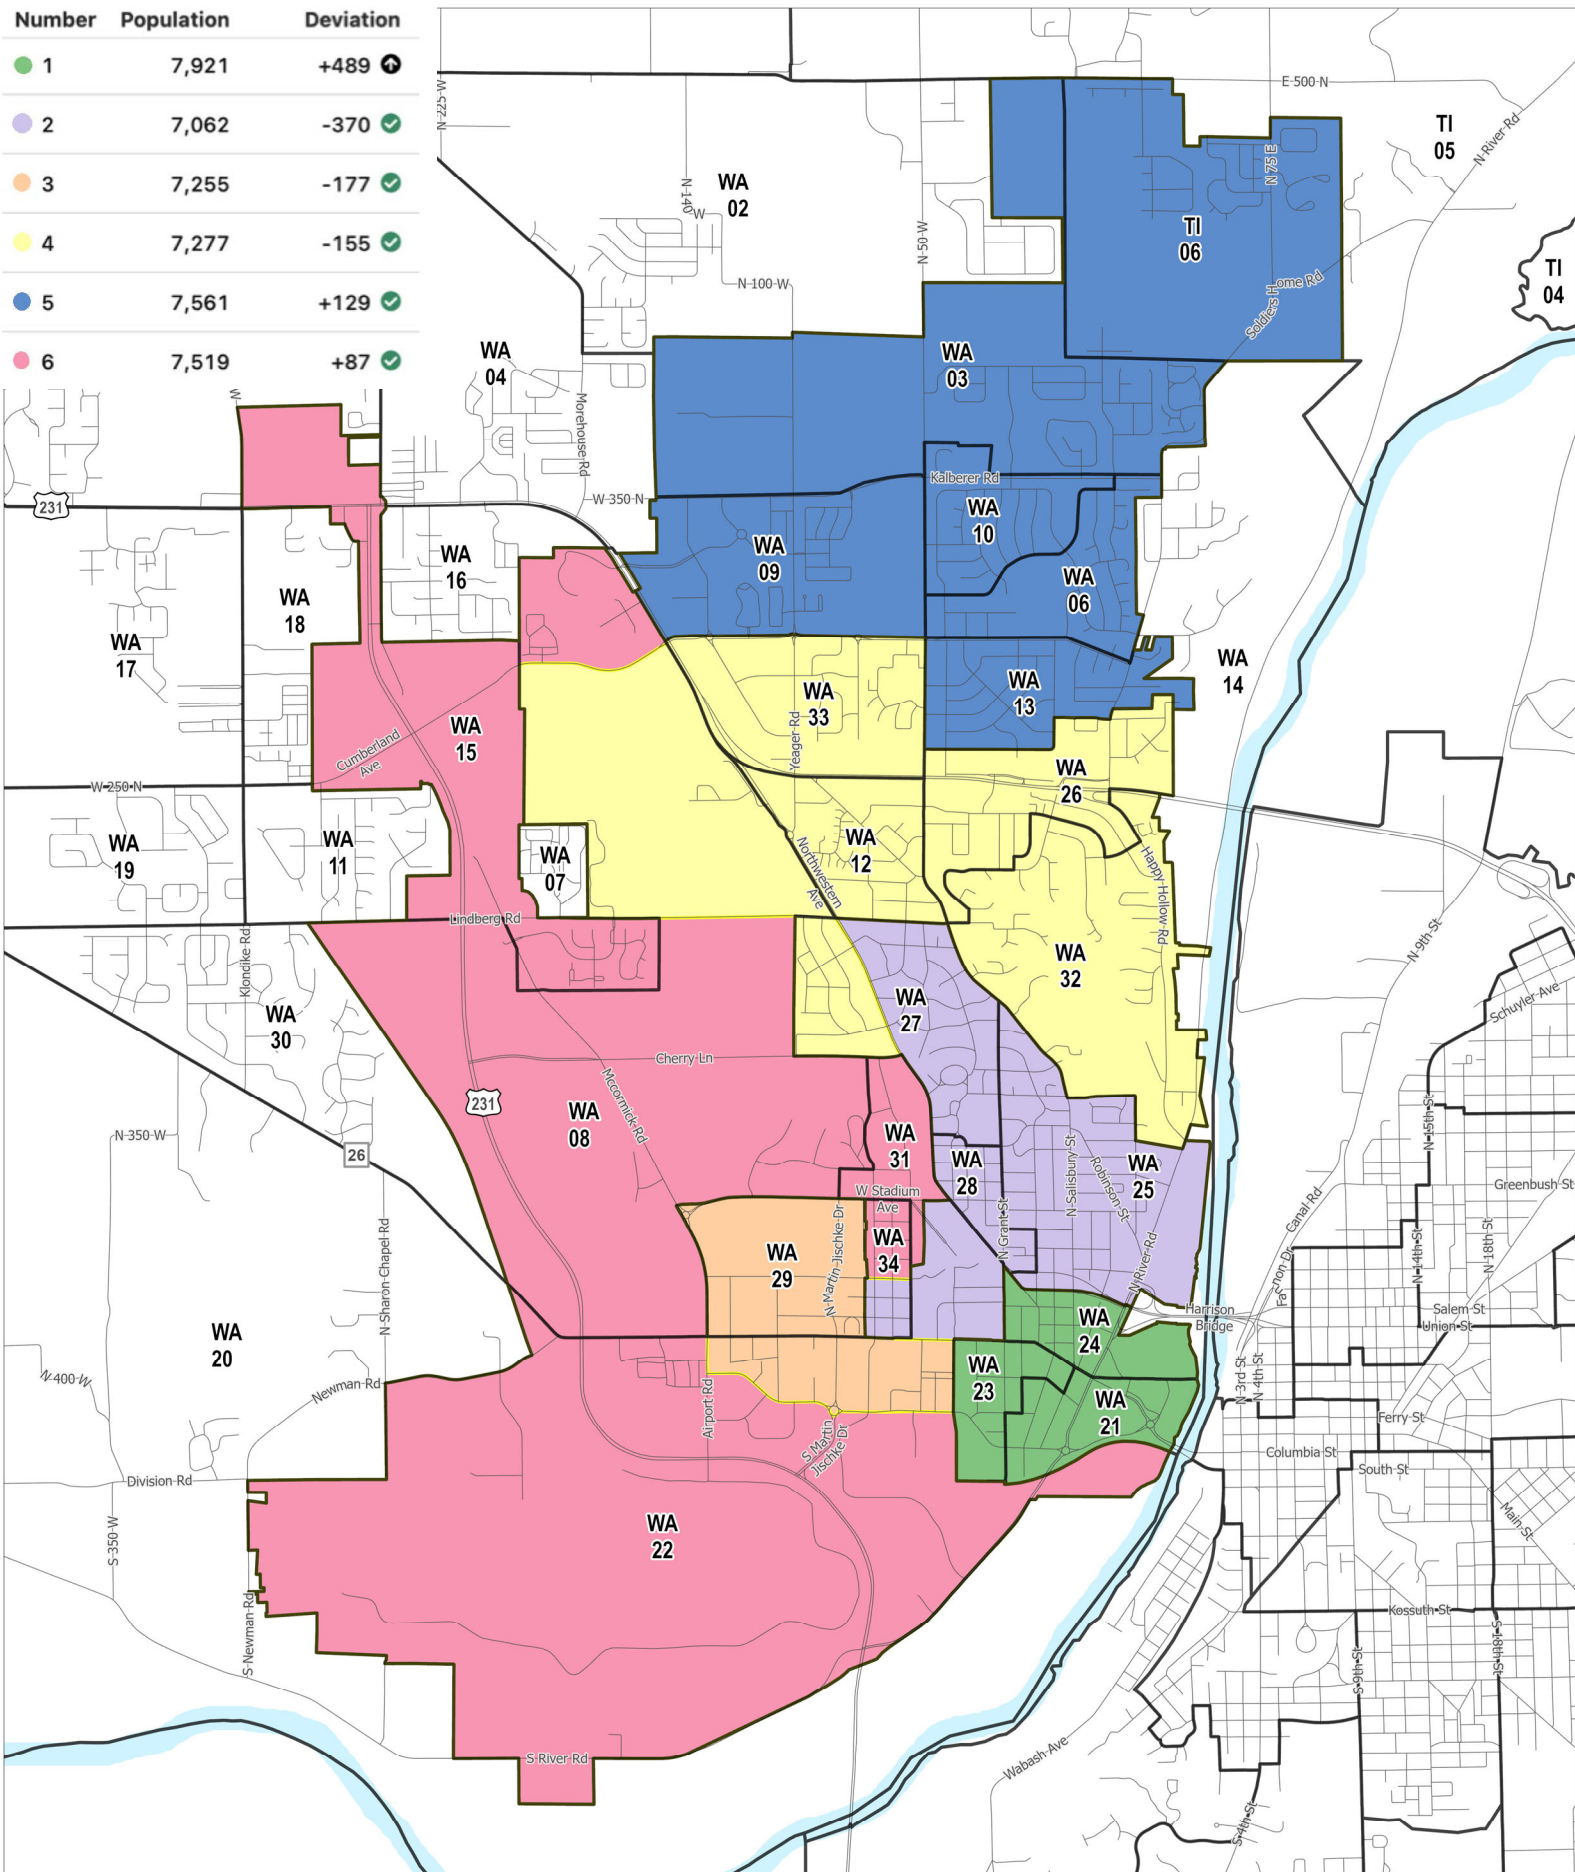 Number Population Deviation
1 7,921 +489
2 7,062 -370
3 7,255 -177
4 7,277 -155
5 7,561 +129
6 7,519 +87
E 500 N
N 225 W
TI
05
N River Rd
WA
02
N 140
W
N 75 E
N 50 W
TI
06
TI
04
N 100 W
Soldiers Home Rd
WA
04
WA
03
W
Morehouse Rd
Kalberer Rd
231
W 350 N
WA
10
WA
09
WA
16
WA
06
WA
18
WA
17
WA
14
WA
13
WA
33
WA
15
Yeager Rd
Cumberland
Ave
W 250 N
WA
26
WA
19
WA
11
WA
07
WA
12
Northwestern
Ave
Happy Hollow Rd
Lindberg Rd
Klondike Rd
WA
32
N 9th St
WA
27
Schuyler Ave
WA
30
Cherry Ln
Mccormick Rd
231
WA
08
N 15th St
N 350 W
26
WA
31
WA
28
WA
25
N Salisbury St
Robinson St
W Stadium
Ave
Greenbush St
Canal Rd
N Grant St
N 14th St
N 18th St
N Sharon Chapel Rd
WA
29
N Martin Jischke Dr
WA
34
N River Rd
Harrison
Bridge
Salem St
Union St
WA
24
WA
20
WA
23
N 3rd St
N 4th St
N 400 W
Newman Rd
Airport Rd
WA
21
Ferry St
S Martin
Jischke Dr
Columbia St
South St
Division Rd
Main St
S 350 W
WA
22
S Newman Rd
Kossuth St
S 9th St
S 18th St
S River Rd
Wabash Ave
S 4th St